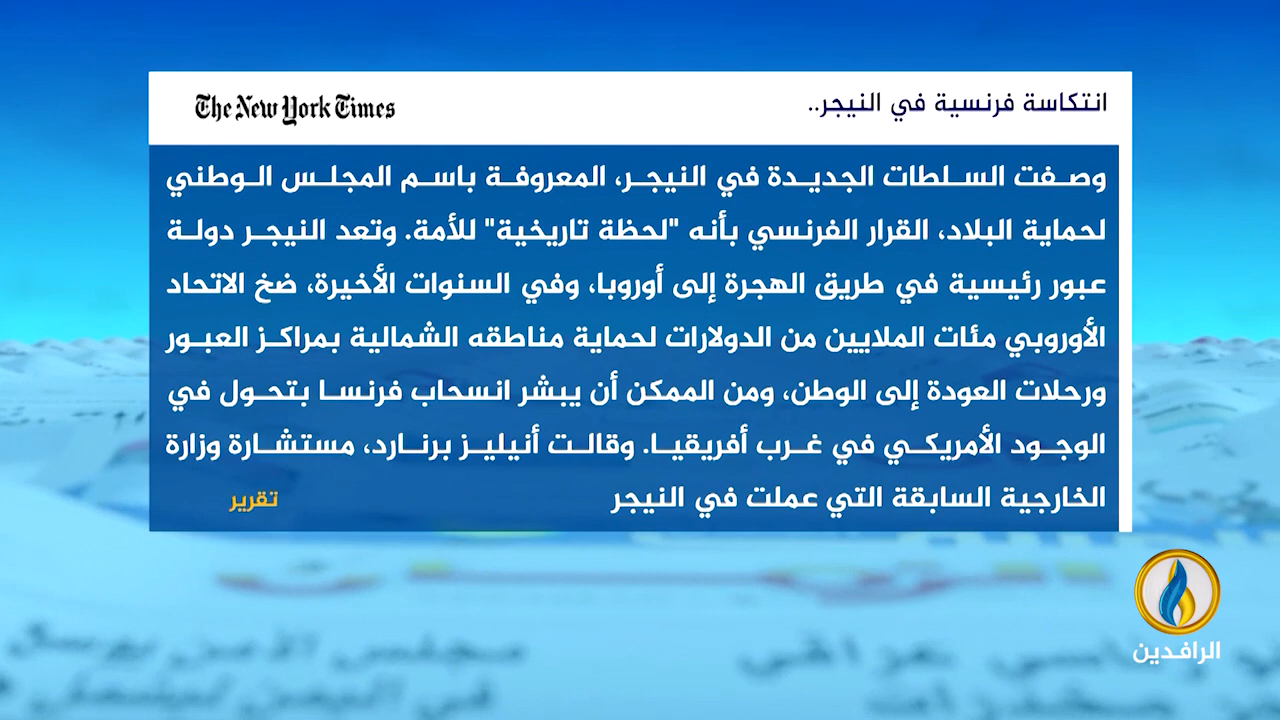 انتكاسة فرنسية في النيجر..
The New York Times
وصفت السلطات الجديدة في النيجر، المعروفة باسم المجلس الوطني
لحماية البلاد، القرار الفرنسي بأنه "لحظة تاريخية" للأمة. وتعد النيجر دولة
عبور رئيسية في طريق الهجرة إلى أوروبا، وفي السنوات الأخيرة، ضخ الاتحاد
الأوروبي مئات الملايين من الدولارات لحماية مناطقه الشمالية بمراكز العبور
ورحلات العودة إلى الوطن، ومن الممكن أن يبشر انسحاب فرنسا بتحول في
الوجود الأمريكي في غرب أفريقيا. وقالت أنيليز برنارد، مستشارة وزارة
الخارجية السابقة التي عملت في النيجر
تقرير
الرافدين
مجلس الأمن
في اليمن